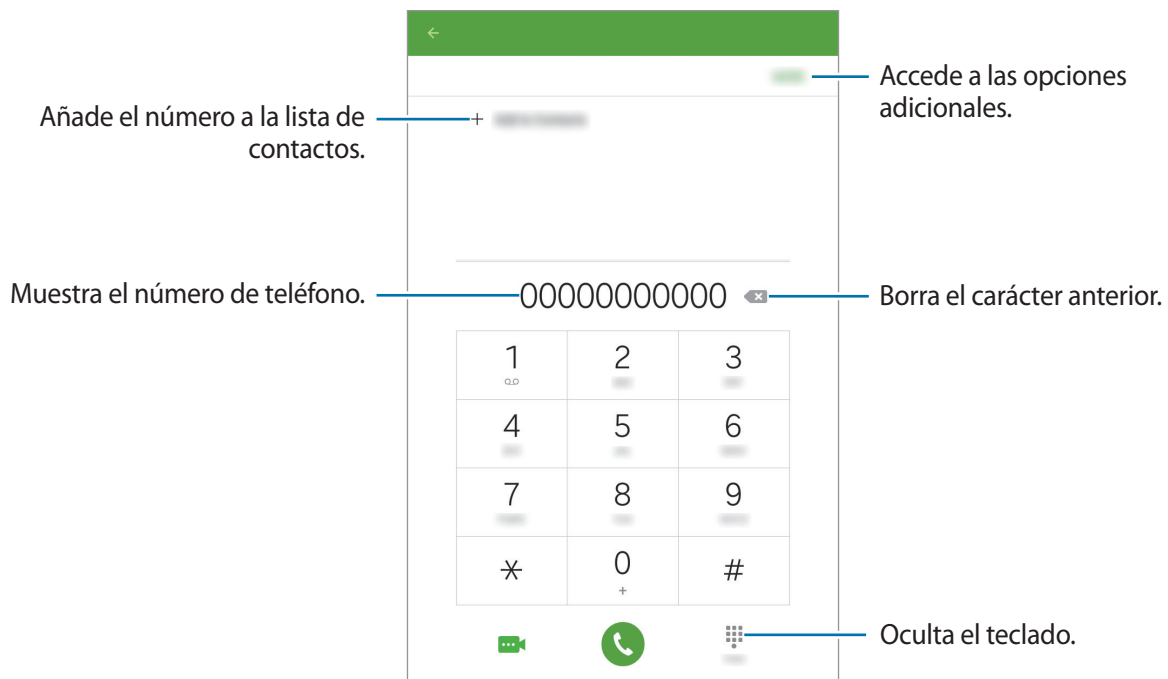 Accede a las opciones
adicionales.
Añade el número a la lista de
contactos.
+
Muestra el número de teléfono.
00000000000
Borra el carácter anterior.
1 2 3
4 5 6
7 8 9
* 0 #
+
Oculta el teclado.